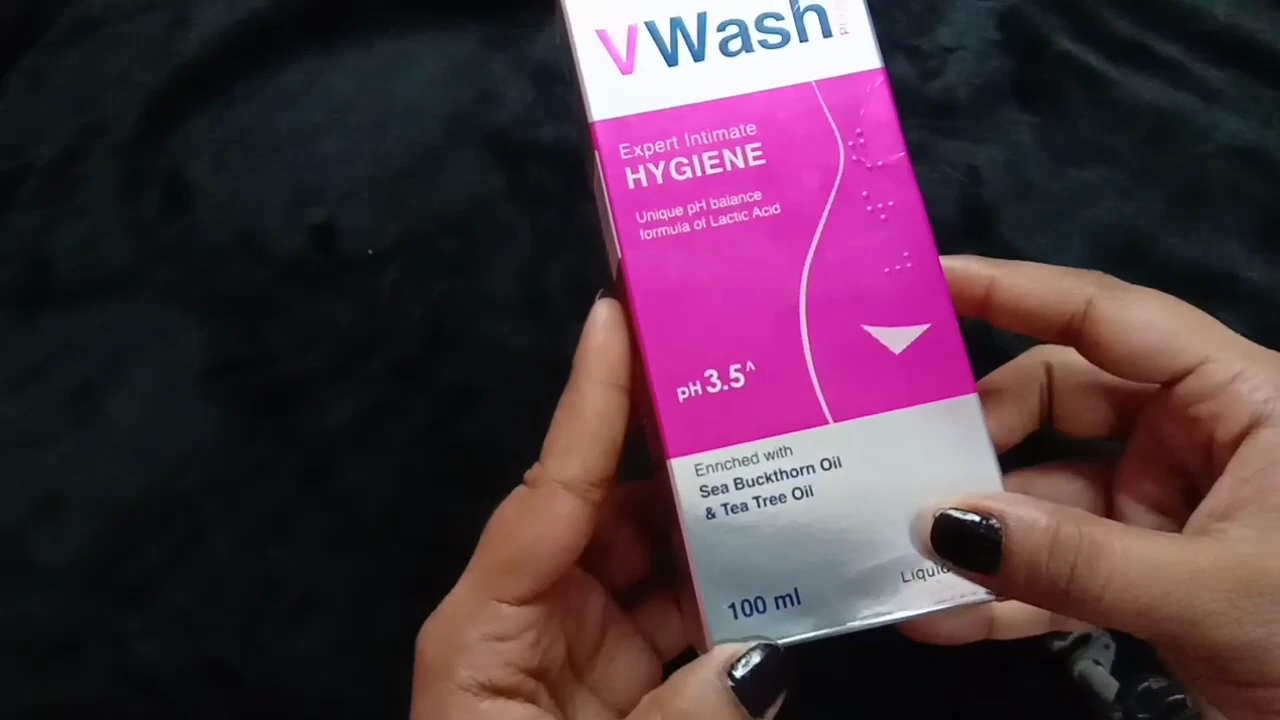 VWash
Expert Intimate
HYGIENE
Unique pH balance
formula of Lactic Acid
pH 3.5^
Enriched with
Sea Buckthorn Oil
& Tea Tree Oil
100 ml